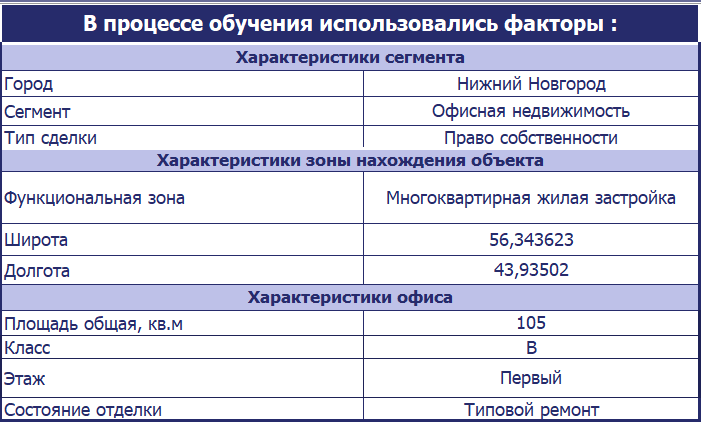 В процессе обучения использовались факторы :
Характеристики сегмента
Город Нижний Новгород
Сегмент Офисная недвижимость
Тип сделки Право собственности
Характеристики зоны нахождения объекта
Функциональная зона Многоквартирная жилая застройка
Широта 56,343623
Долгота 43,93502
Характеристики офиса
Площадь общая, кв.м 105
Класс В
Этаж Первый
Состояние отделки Типовой ремонт